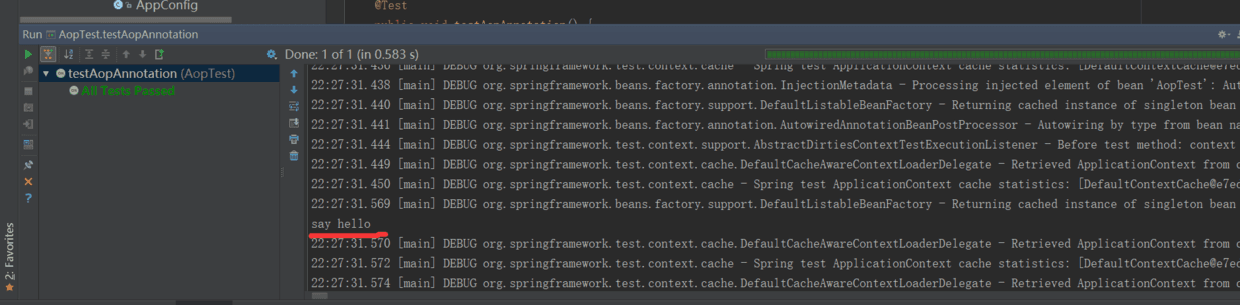 AppConfig
@Test
public void testAopAnnotation() {
Run AopTest.testAopAnnotation
Done: 1 of 1 (in 0.583 s)
testAopAnnotation (AopTest)
All Tests Passed
22:27:31.436 [main] DEBUG org.springframework.test.context.cache - Spring test ApplicationContext cache statistics: [DefaultContextCache@e7ec
22:27:31.438 [main] DEBUG org.springframework.beans.factory.annotation.InjectionMetadata - Processing injected element of bean 'AopTest': Aut
22:27:31.440 [main] DEBUG org.springframework.beans.factory.support.DefaultListableBeanFactory - Returning cached instance of singleton bean
22:27:31.441 [main] DEBUG org.springframework.beans.factory.annotation.AutowiredAnnotationBeanPostProcessor - Autowiring by type from bean na
22:27:31.444 [main] DEBUG org.springframework.test.context.support.AbstractDirtiesContextTestExecutionListener - Before test method: context
22:27:31.449 [main] DEBUG org.springframework.test.context.cache.DefaultCacheAwareContextLoaderDelegate - Retrieved ApplicationContext from c
22:27:31.450 [main] DEBUG org.springframework.test.context.cache - Spring test ApplicationContext cache statistics: [DefaultContextCache@e7ec
22:27:31.569 [main] DEBUG org.springframework.beans.factory.support.DefaultListableBeanFactory - Returning cached instance of singleton bean
say hello
22:27:31.570 [main] DEBUG org.springframework.test.context.cache.DefaultCacheAwareContextLoaderDelegate - Retrieved ApplicationContext from c
22:27:31.572 [main] DEBUG org.springframework.test.context.cache - Spring test ApplicationContext cache statistics: [DefaultContextCache@e7ec
22:27:31.574 [main] DEBUG org.springframework.test.context.cache.DefaultCacheAwareContextLoaderDelegate - Retrieved ApplicationContext from c
2: Favorites